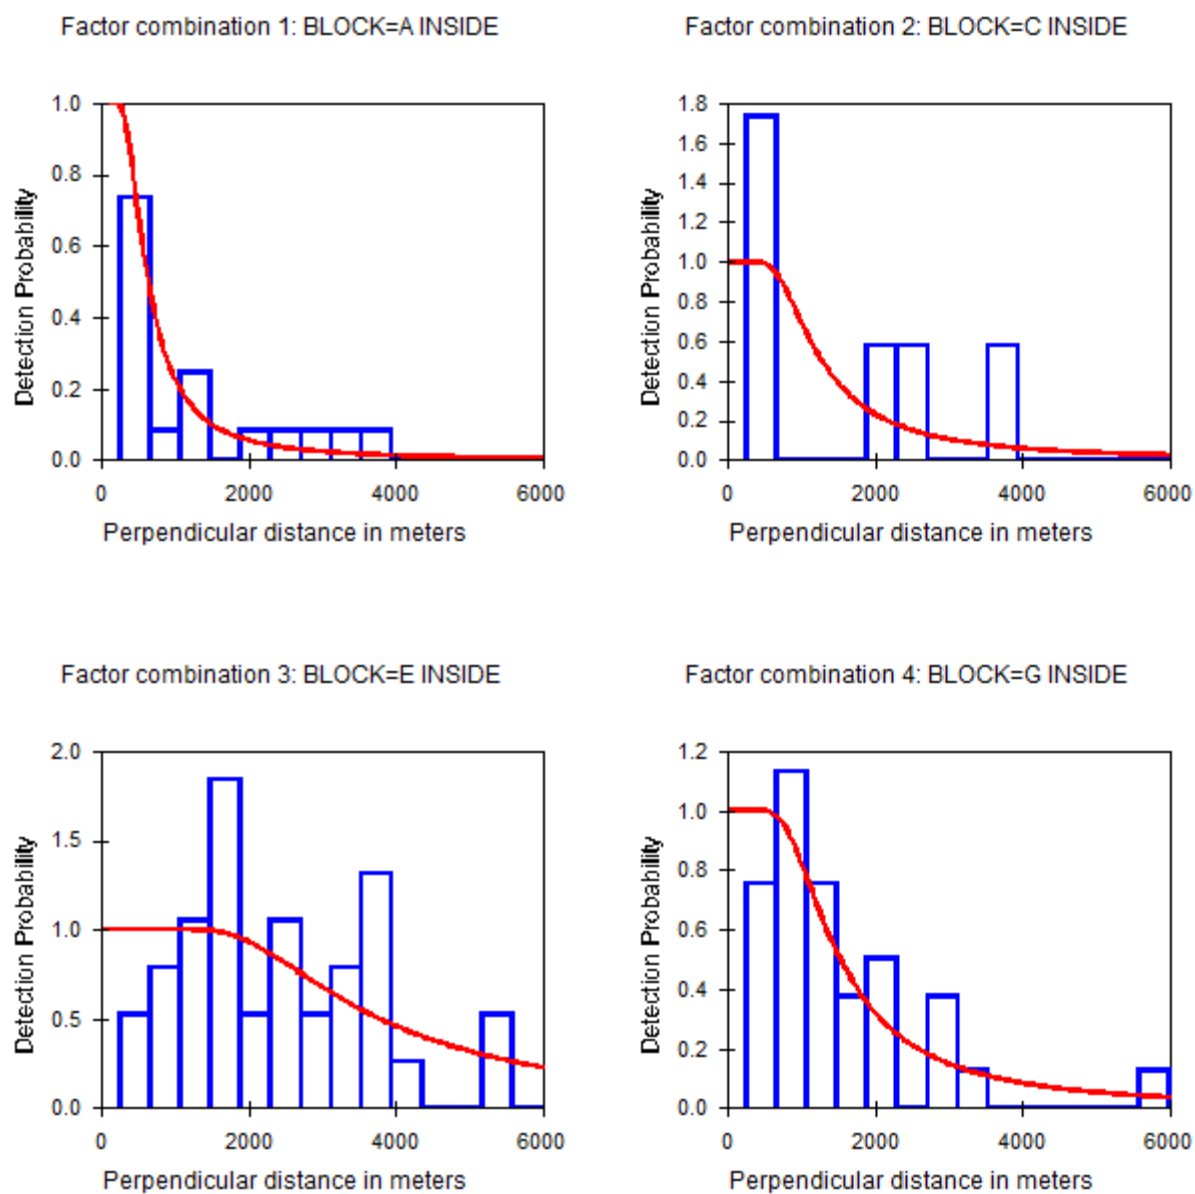 Factor combination 1: BLOCK=A INSIDE
Detection Probability
1.0
0.8
0.6
0.4
0.2
0.0
0 2000 4000 6000
Perpendicular distance in meters
Factor combination 2: BLOCK=C INSIDE
Detection Probability
1.8
1.6
1.4
1.2
1.0
0.8
0.6
0.4
0.2
0.0
0 2000 4000 6000
Perpendicular distance in meters
Factor combination 3: BLOCK=E INSIDE
Detection Probability
2.0
1.5
1.0
0.5
0.0
0 2000 4000 6000
Perpendicular distance in meters
Factor combination 4: BLOCK=G INSIDE
Detection Probability
1.2
1.0
0.8
0.6
0.4
0.2
0.0
0 2000 4000 6000
Perpendicular distance in meters